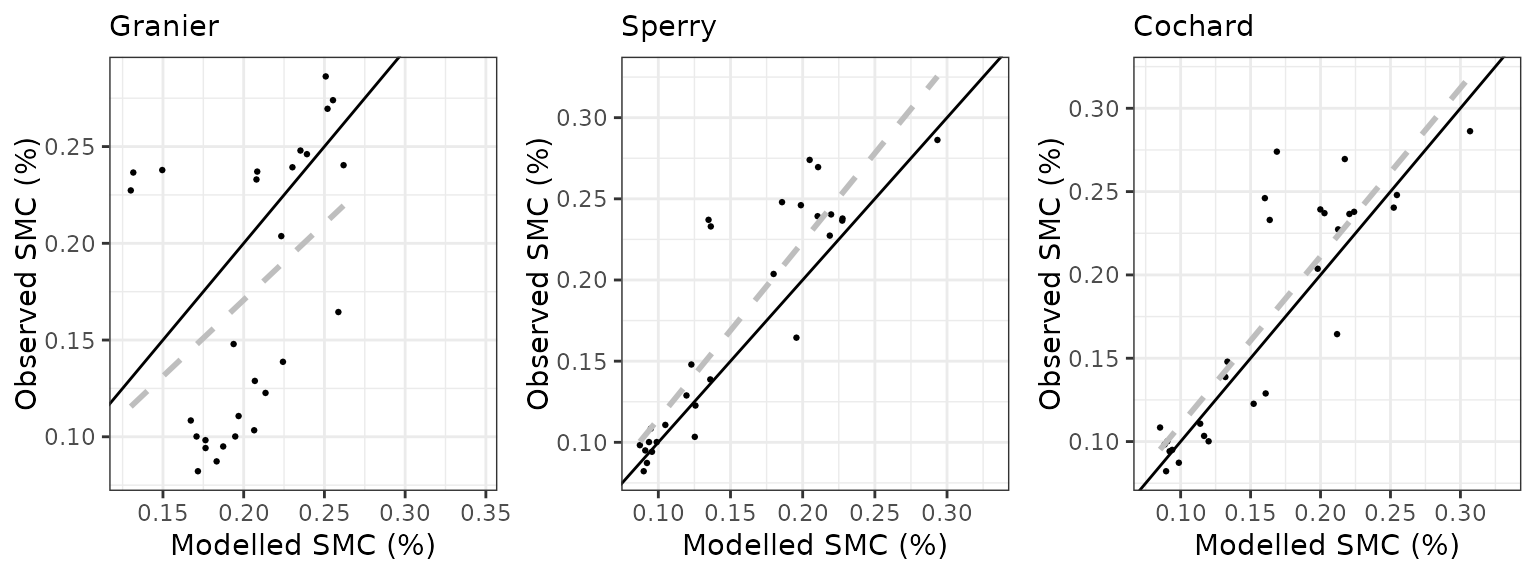 Granier
Observed SMC (%)
0.25
0.20
0.15
0.10
0.15 0.20 0.25 0.30 0.35
Modelled SMC (%)
Sperry
Observed SMC (%)
0.30
0.25
0.20
0.15
0.10
0.10 0.15 0.20 0.25 0.30
Modelled SMC (%)
Cochard
Observed SMC (%)
0.30
0.25
0.20
0.15
0.10
0.10 0.15 0.20 0.25 0.30
Modelled SMC (%)